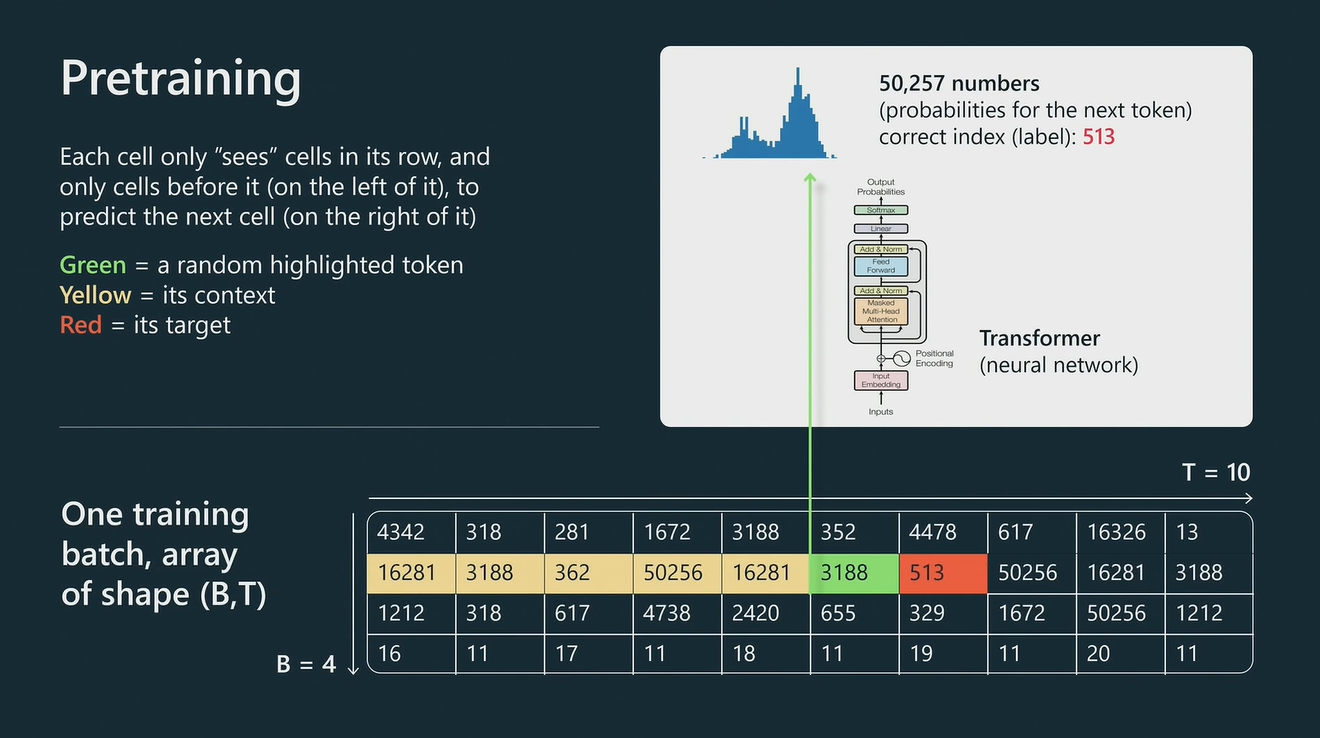 Pretraining
Each cell only ”sees” cells in its row, and
only cells before it (on the left of it), to
predict the next cell (on the right of it)
Green = a random highlighted token
Yellow = its context
Red = its target
50,257 numbers
(probabilities for the next token)
correct index (label): 513
Output
Probabilities
Softmax
Linear
Add & Norm
Feed
Forward
Add & Norm
Masked
Multi-Head
Attention
Positional
Encoding
Input
Embedding
Inputs
Transformer
(neural network)
One training
batch, array
of shape (B,T)
T = 10
B = 4
4342 318 281 1672 3188 352 4478 617 16326 13
16281 3188 362 50256 16281 3188 513 50256 16281 3188
1212 318 617 4738 2420 655 329 1672 50256 1212
16 11 17 11 18 11 19 11 20 11